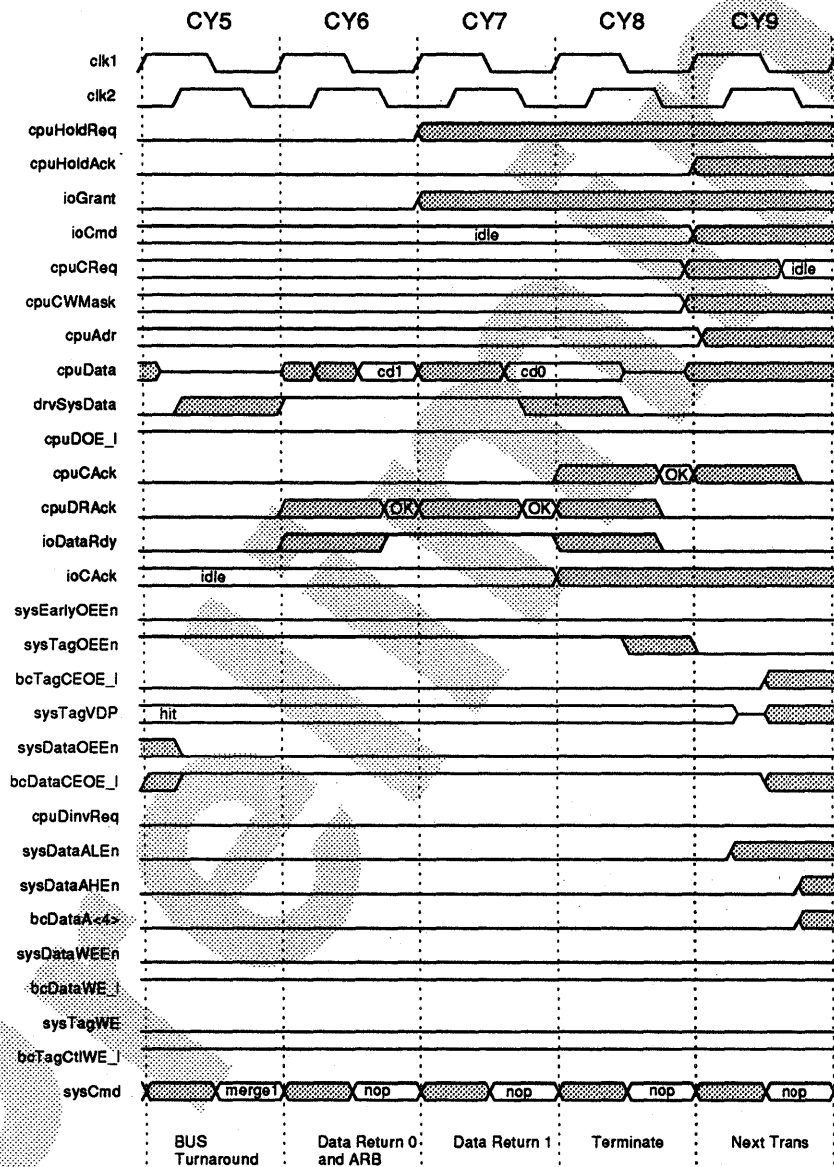 CY5 CY6 CY7 CY8 CY9
clk1
clk2
cpuHoldReq
cpuHoldAck
ioGrant
ioCmd idle
cpuCReq idle
cpuCWMask
cpuAdr
cpuData cd1 cd0
drvSysData
cpuDOE_l
cpuCAck OK
cpuDRAck OK OK
ioDataRdy
ioCAck idle
sysEarlyOEEn
sysTagOEEn
bcTagCEOE_l
sysTagVDP hit
sysDataOEEn
bcDataCEOE_l
cpuDinvReq
sysDataALEn
sysDataAHEn
bcDataA<4>
sysDataWEEn
bcDataWE_l
sysTagWE
bcTagCtlWE_l
sysCmd merge1 nop nop nop nop
BUS Data Return 0 Data Return 1 Terminate Next Trans
Turnaround and ARB